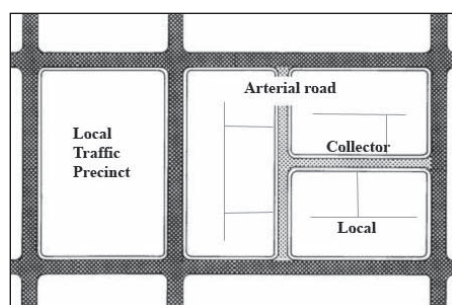 Arterial road
Local
Traffic
Precinct
Collector
Local